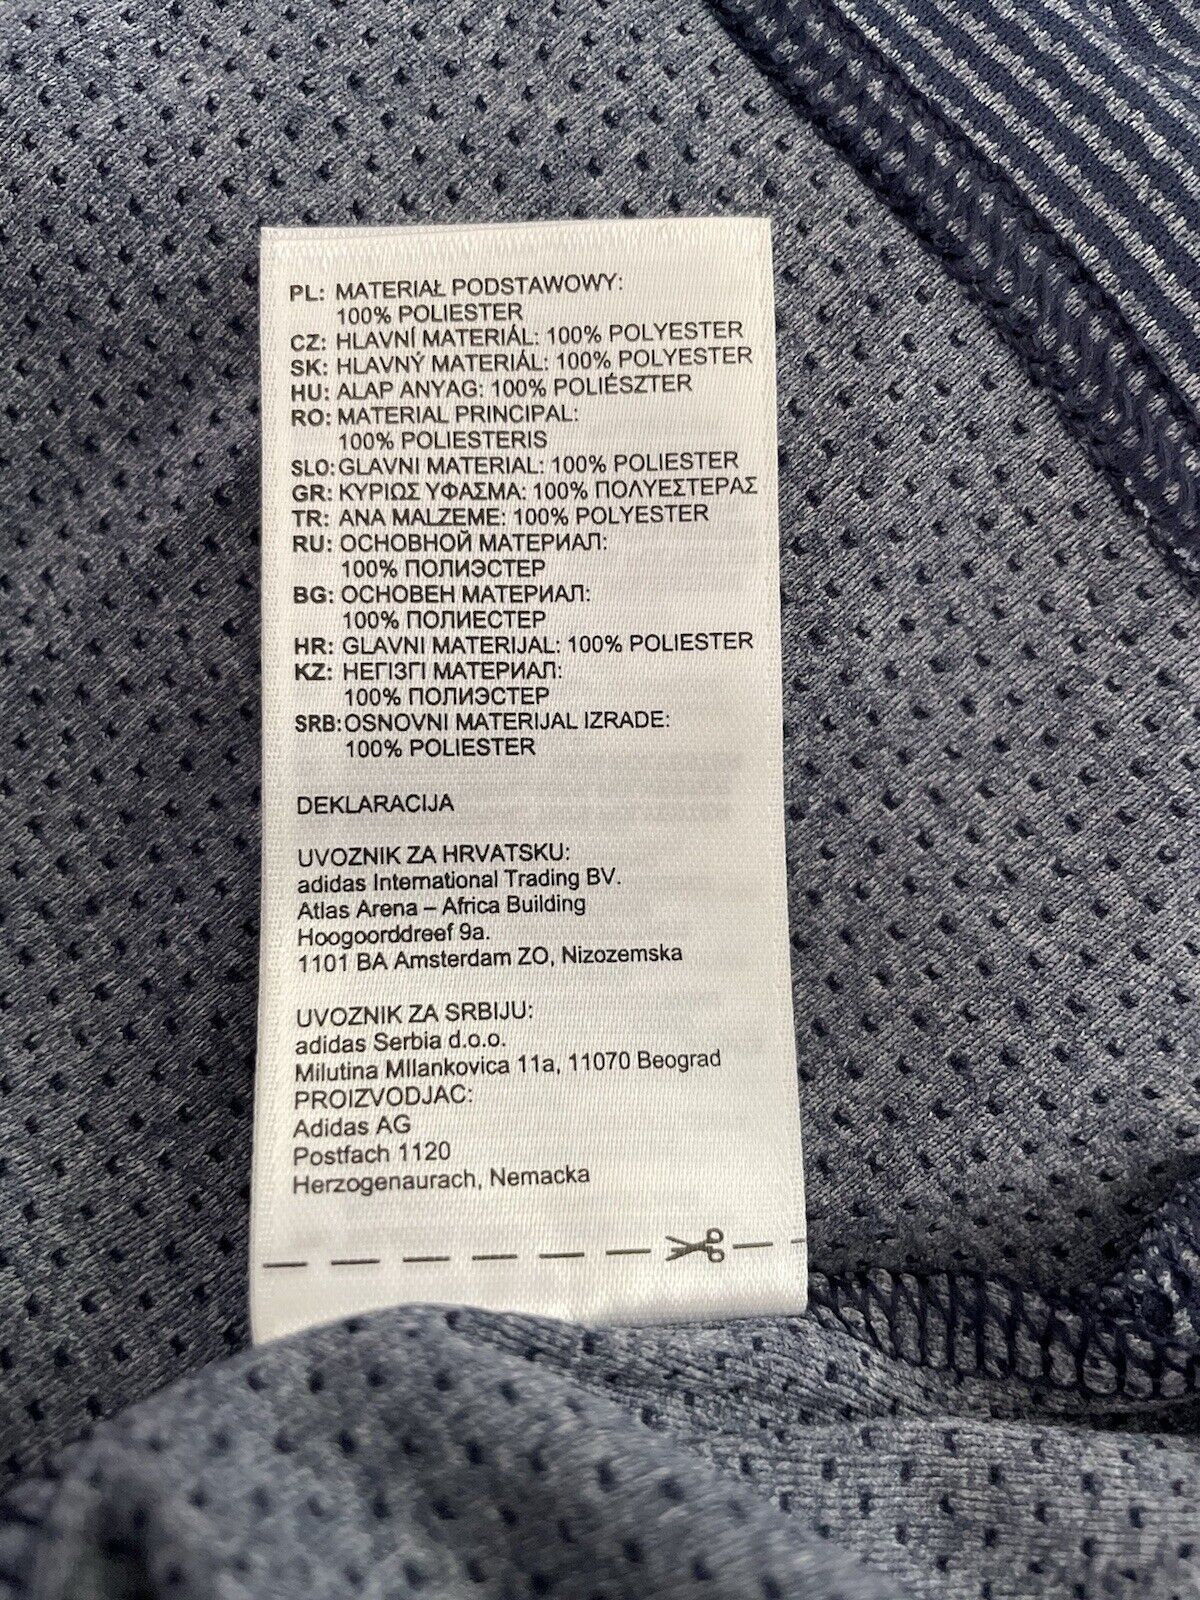 PL: MATERIAŁ PODSTAWOWY:
100% POLIESTER
CZ: HLAVNÍ MATERIÁL: 100% POLYESTER
SK: HLAVNÝ MATERIÁL: 100% POLYESTER
HU: ALAP ANYAG: 100% POLIÉSZTER
RO: MATERIAL PRINCIPAL:
100% POLIESTERIS
SLO: GLAVNI MATERIAL: 100% POLIESTER
GR: ΚΥΡΙΩΣ ΥΦΑΣΜΑ: 100% ΠΟΛΥΕΣΤΕΡΑΣ
TR: ANA MALZEME: 100% POLYESTER
RU: ОСНОВНОЙ МАТЕРИАЛ:
100% ПОЛИЭСТЕР
BG: ОСНОВЕН МАТЕРИАЛ:
100% ПОЛИЕСТЕР
HR: GLAVNI MATERIJAL: 100% POLIESTER
KZ: НЕГІЗГІ МАТЕРИАЛ:
100% ПОЛИЭСТЕР
SRB: OSNOVNI MATERIJAL IZRADE:
100% POLIESTER
DEKLARACIJA
UVOZNIK ZA HRVATSKU:
adidas International Trading BV.
Atlas Arena – Africa Building
Hoogoorddreef 9a.
1101 BA Amsterdam ZO, Nizozemska
UVOZNIK ZA SRBIJU:
adidas Serbia d.o.o.
Milutina MIlankovica 11a, 11070 Beograd
PROIZVODJAC:
Adidas AG
Postfach 1120
Herzogenaurach, Nemacka